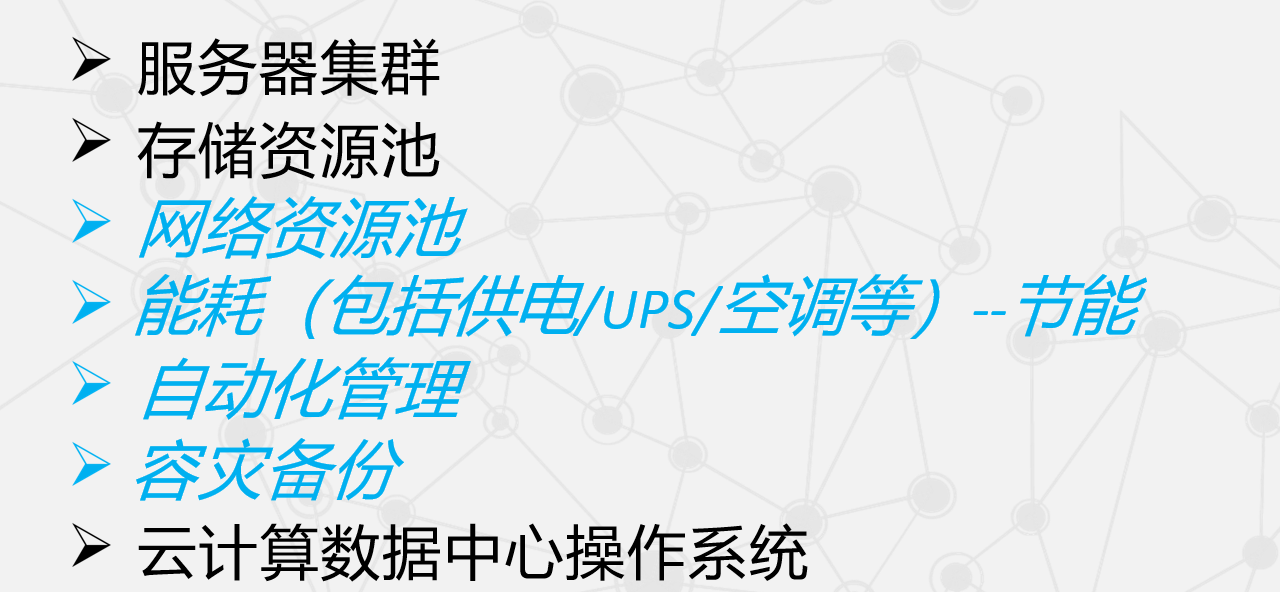 服务器集群
存储资源池
网络资源池
能耗（包括供电/UPS/空调等）--节能
自动化管理
容灾备份
云计算数据中心操作系统